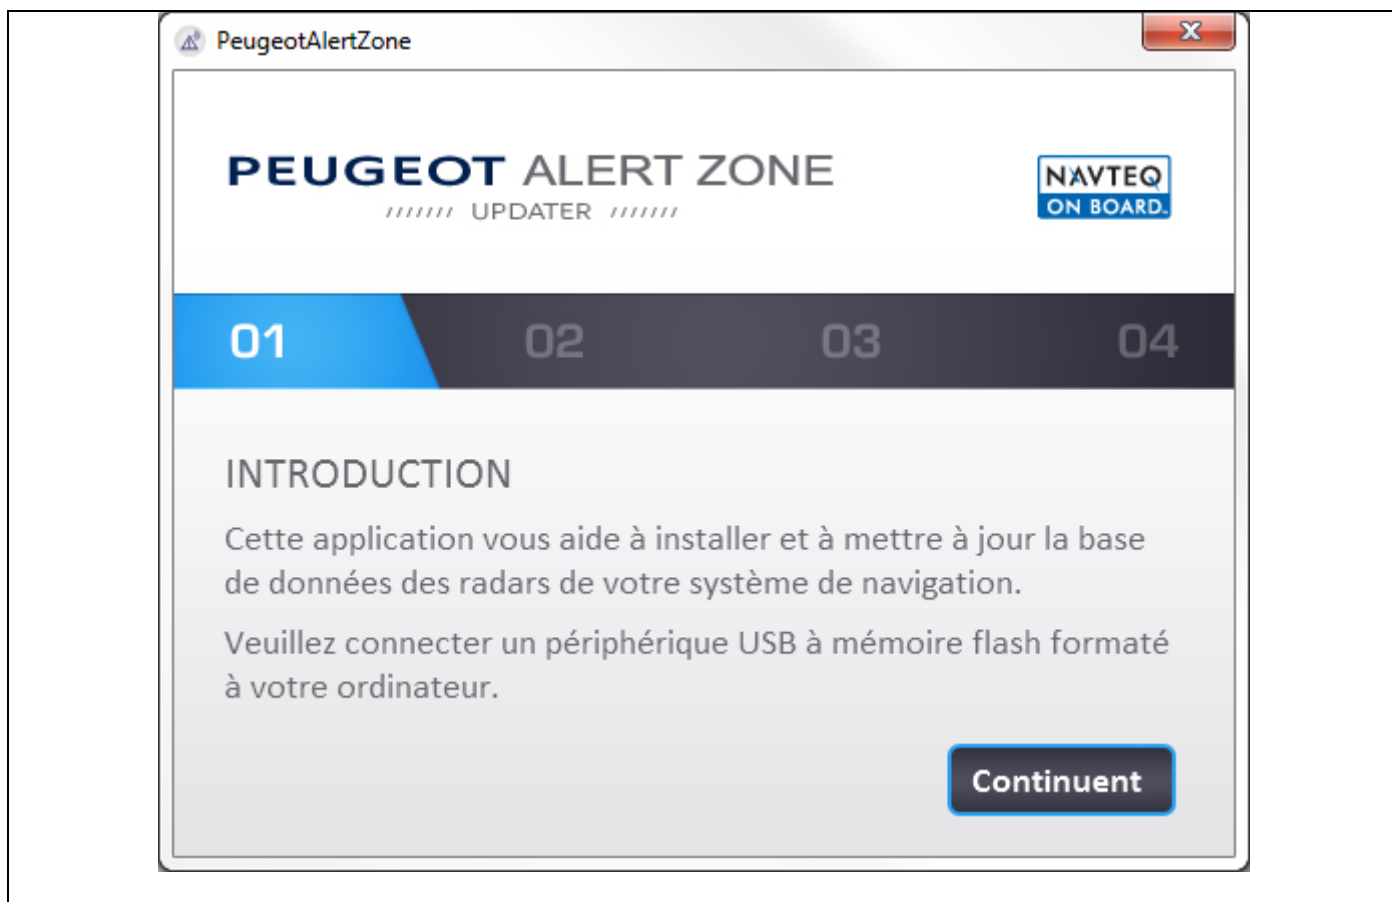 PeugeotAlertZone
PEUGEOT ALERT ZONE
/////// UPDATER ///////
NAVTEQ
ON BOARD.
01 02 03 04
INTRODUCTION
Cette application vous aide à installer et à mettre à jour la base
de données des radars de votre système de navigation.
Veuillez connecter un périphérique USB à mémoire flash formaté
à votre ordinateur.
Continuent